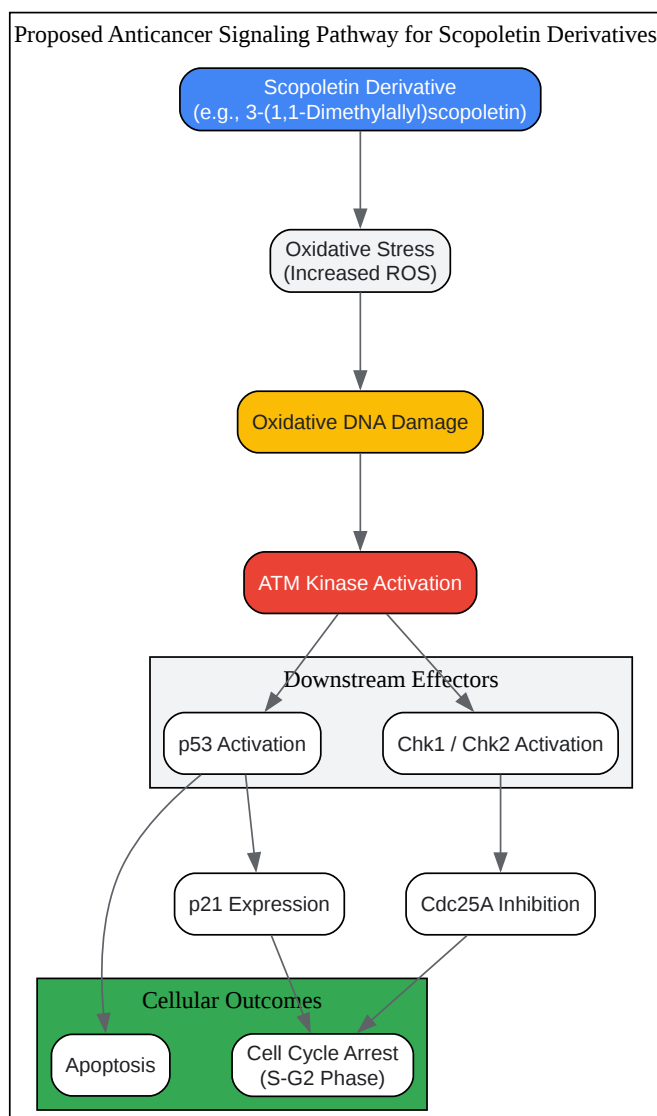 Proposed Anticancer Signaling Pathway for Scopoletin Derivatives
Scopoletin Derivative
(e.g., 3-(1,1-Dimethylallyl)scopoletin)
Oxidative Stress
(Increased ROS)
Oxidative DNA Damage
ATM Kinase Activation
Downstream Effectors
p53 Activation
Chk1 / Chk2 Activation
p21 Expression
Cdc25A Inhibition
Cellular Outcomes
Apoptosis
Cell Cycle Arrest
(S-G2 Phase)